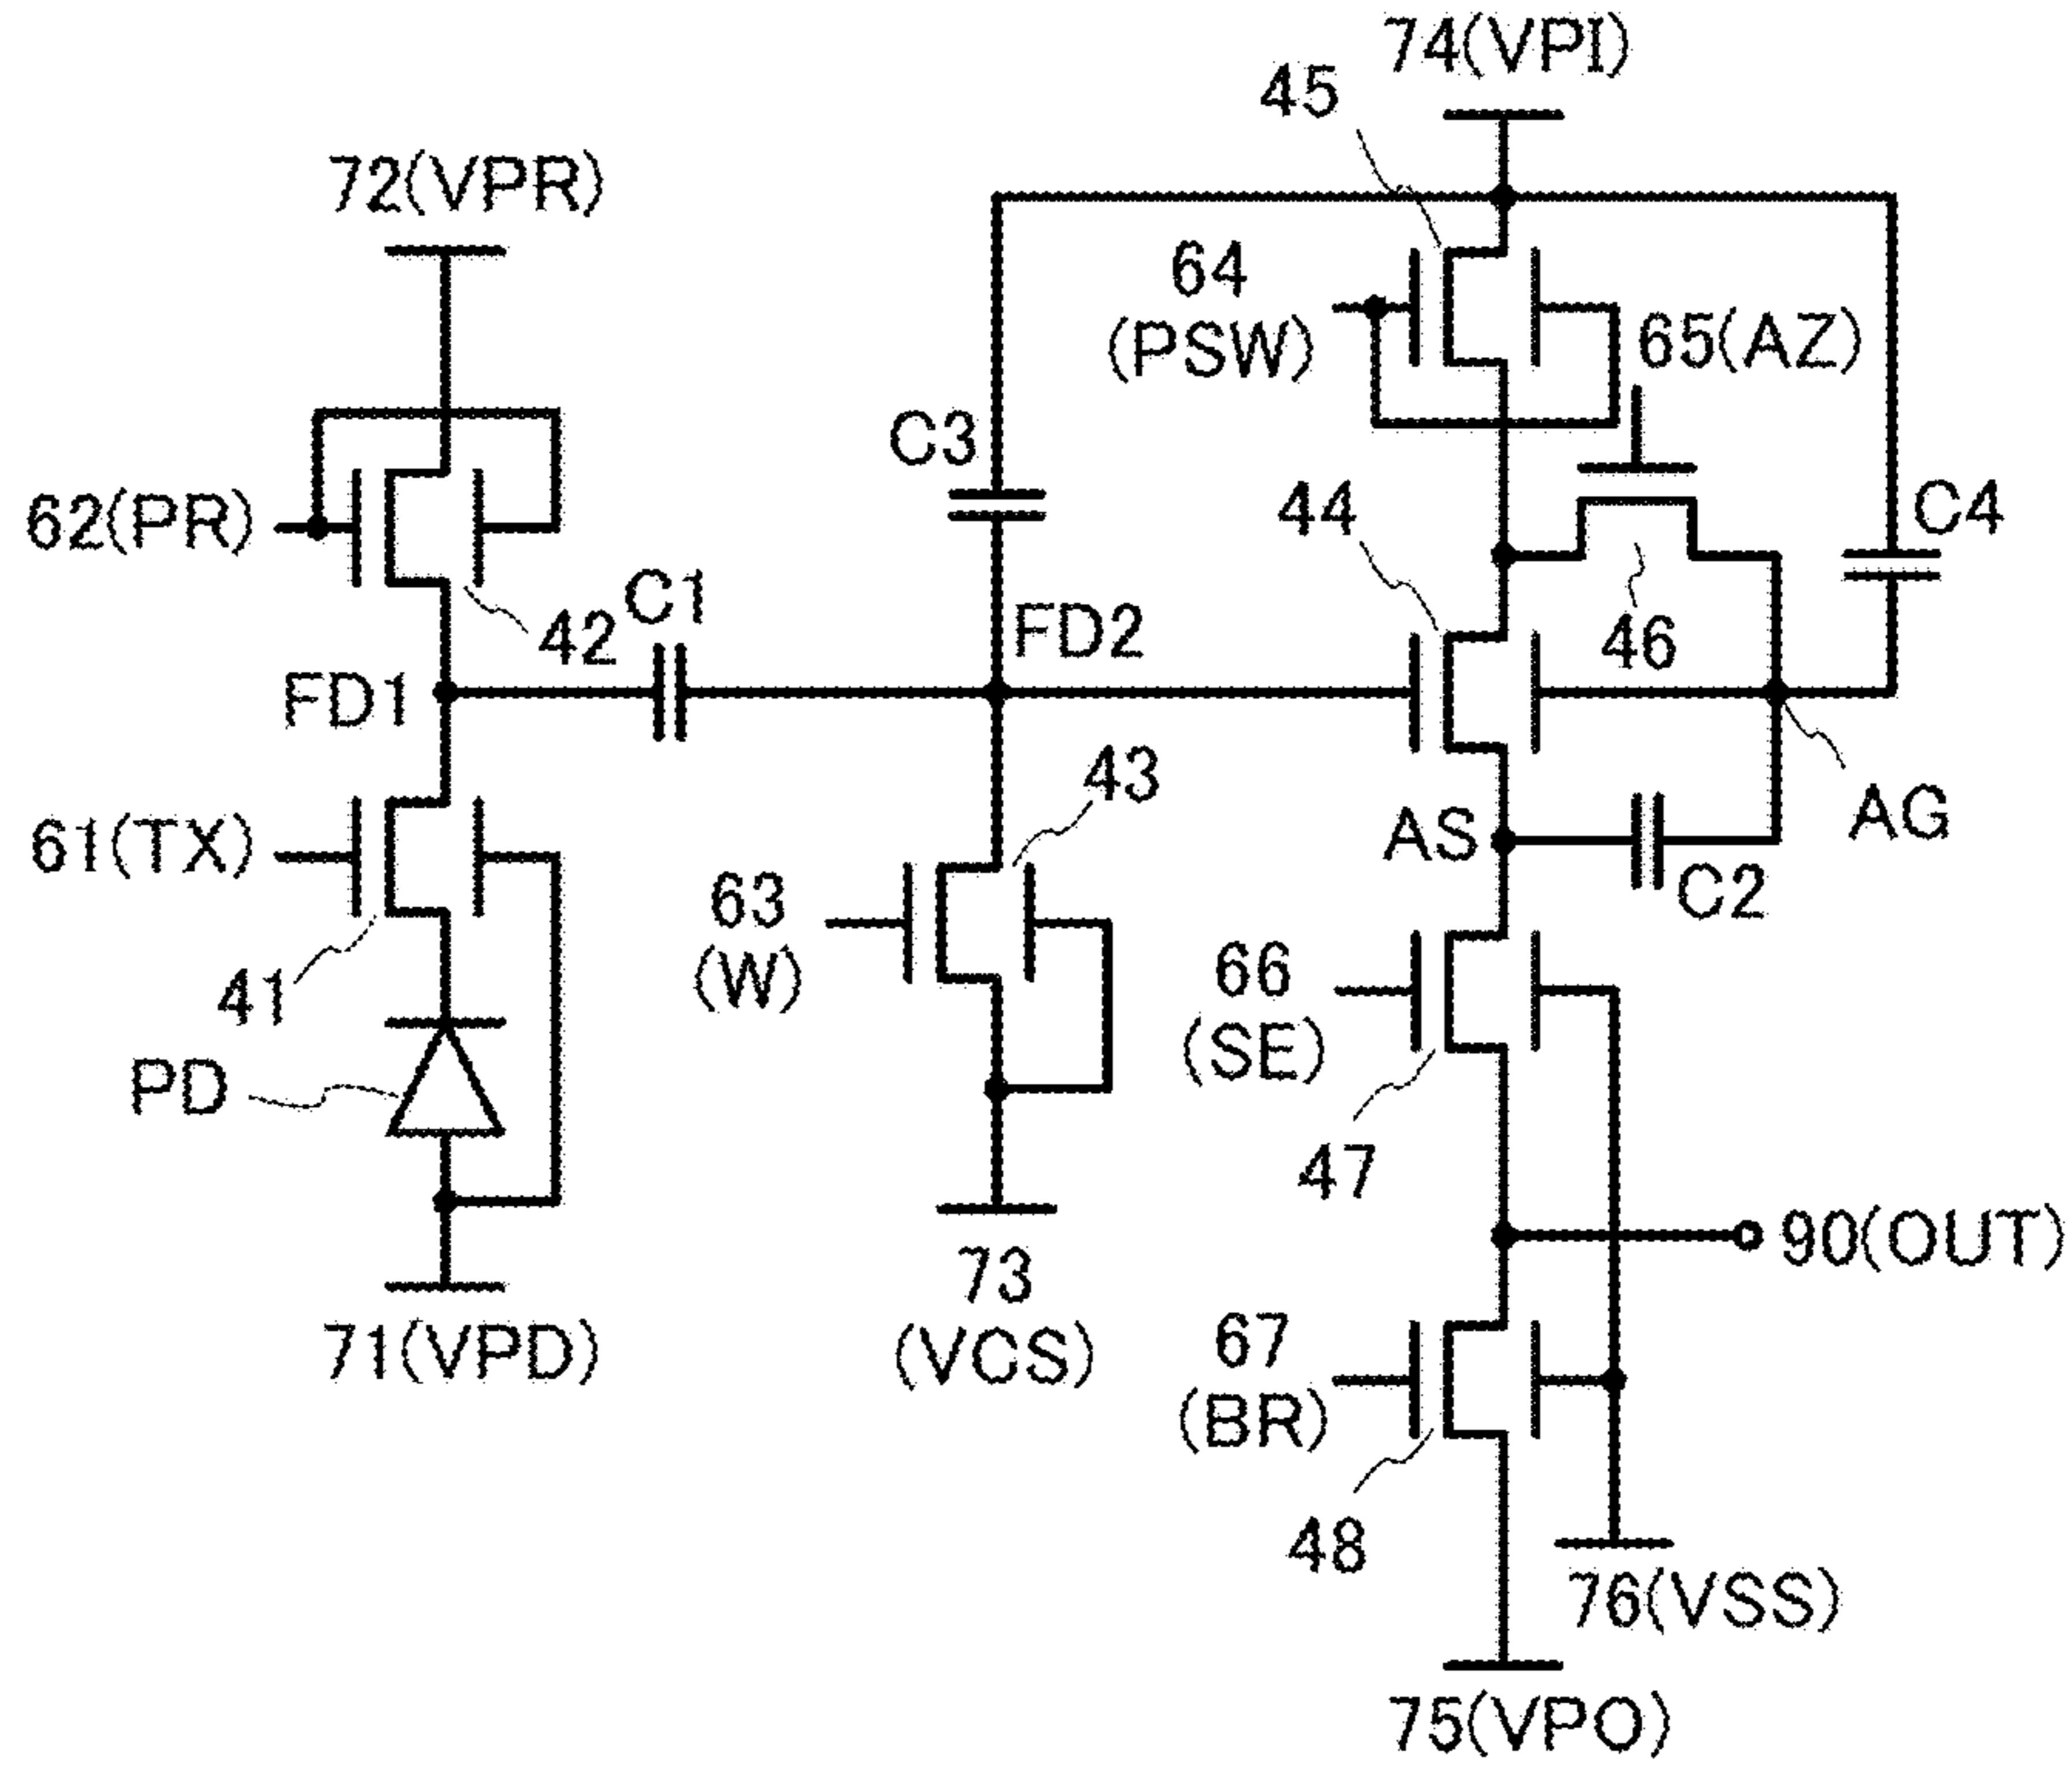 74(VPI)
45
72(VPR)
64
(PSW)
65(AZ)
C3
44
C4
62(PR)
C1
42
FD2
46
FD1
43
AS
AG
61(TX)
63
(W)
C2
41
66
(SE)
PD
47
90(OUT)
73
(VCS)
71(VPD)
67
(BR)
48
76(VSS)
75(VPO)